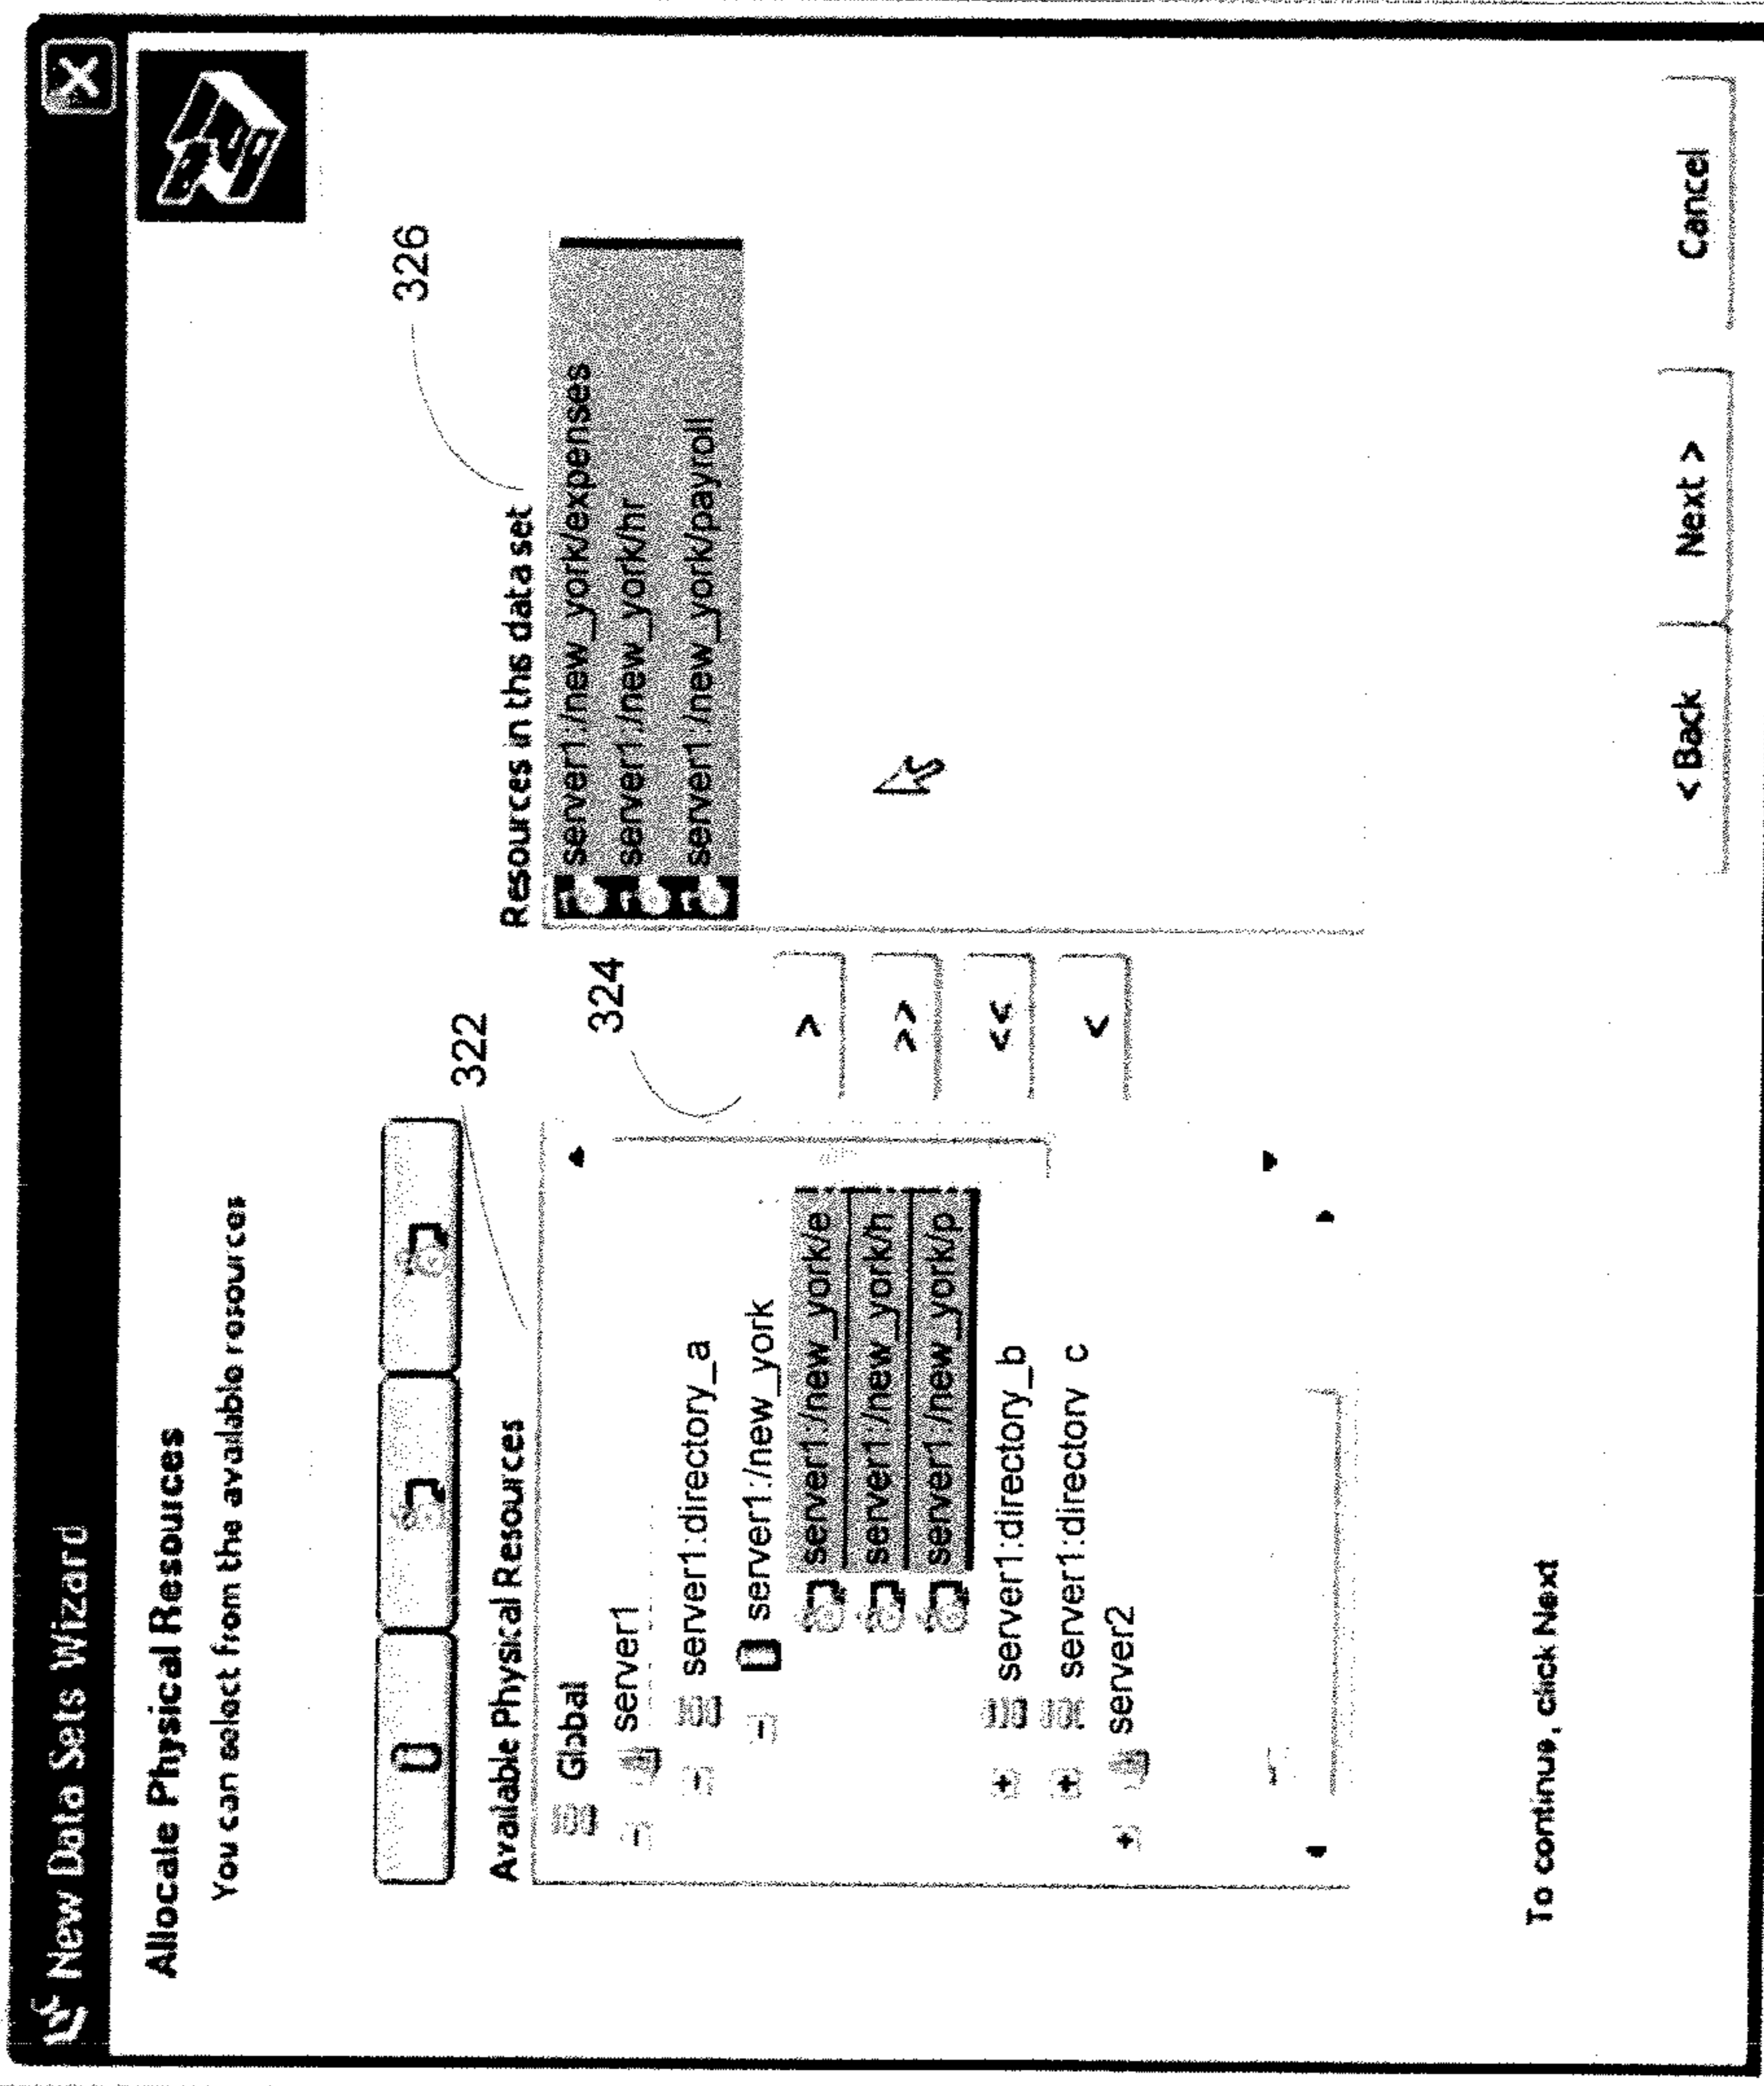 New Data Sets Wizard
X
Allocale Physical Resources
You can select from the available resources
322
326
Available Physical Resources
324
Resources in this data set
Global
server1
server1:directory_a
server1:/new_york
server1:/new_york/e
server1:/new_york/h
server1:/new_york/p
server1:directory_b
server1:directory c
server2
>
>>
<<
<
server1:/new_york/expenses
server1:/new_york/hr
server1:/new_york/payroll
To continue, click Next
< Back
Next >
Cancel